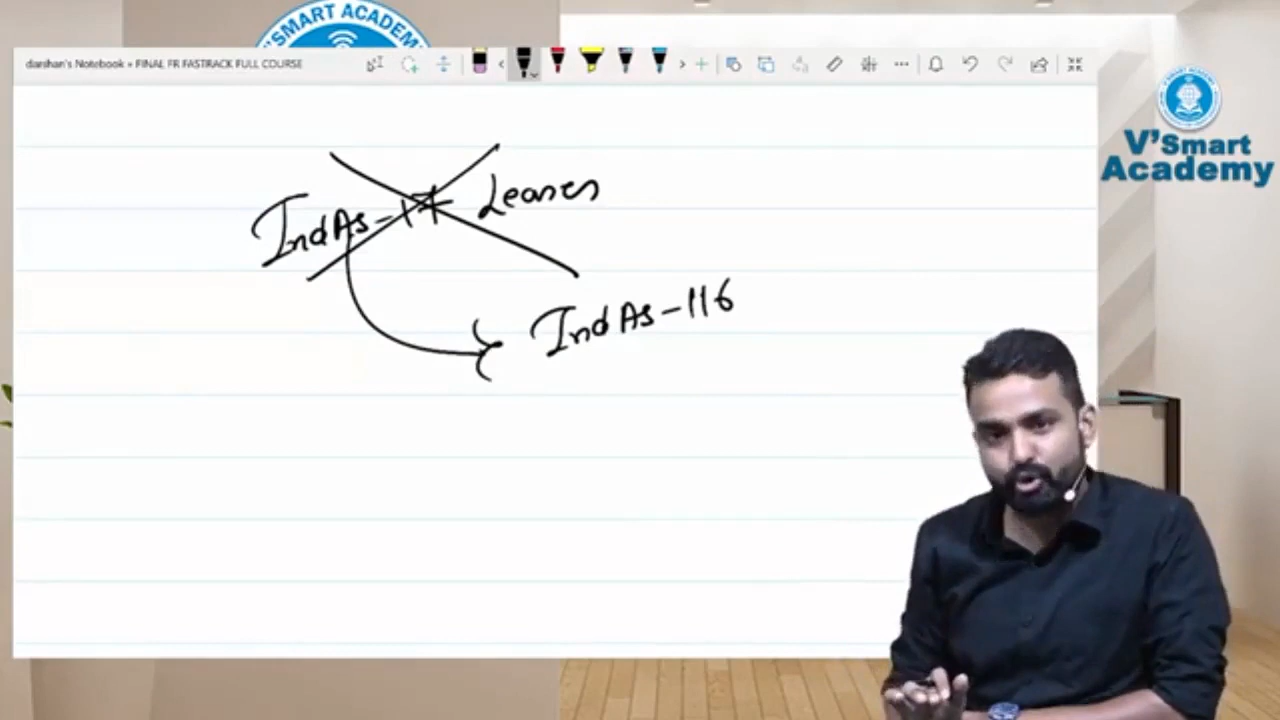 V'SMART ACADEMY
darshan's Notebook » FINAL FR FASTRACK FULL COURSE
V'Smart
Academy
IndAs-17 Leases
IndAs-116